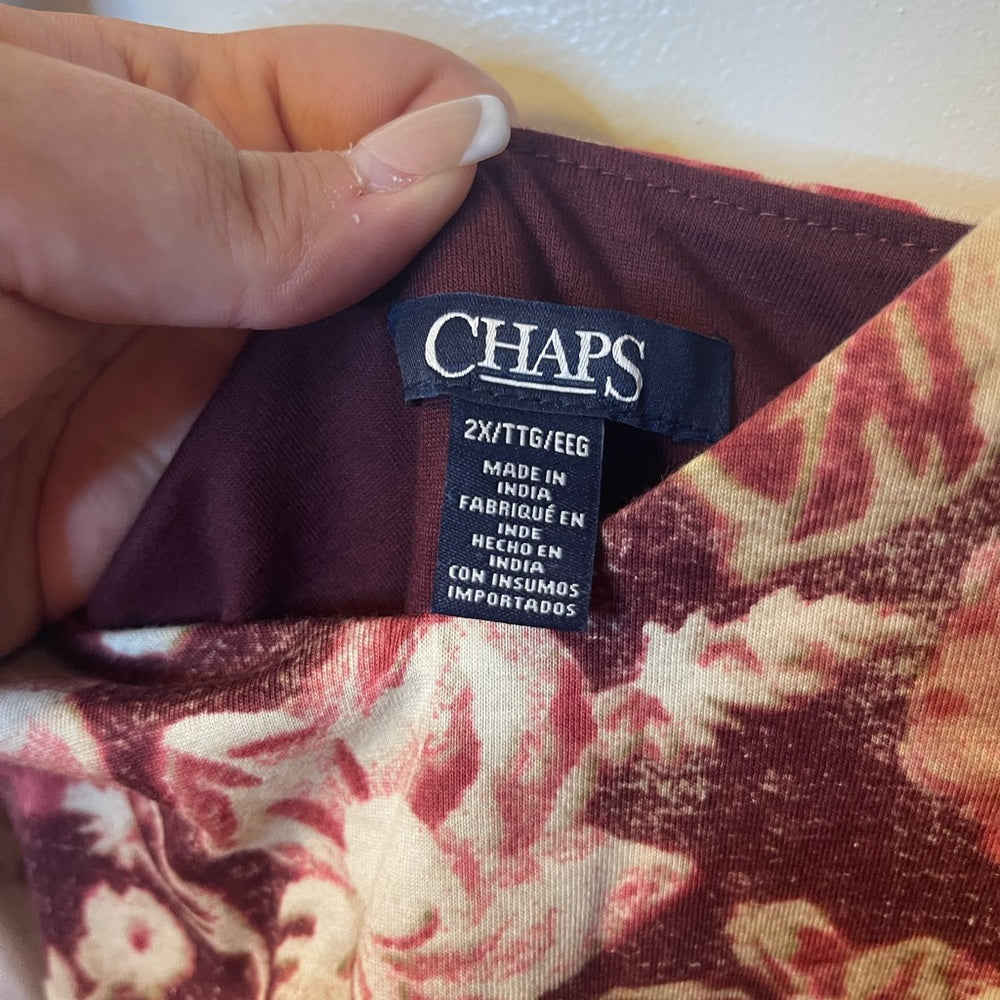 CHAPS
2X/TTG/EEG
MADE IN
INDIA
FABRIQUÉ EN
INDE
HECHO EN
INDIA
CON INSUMOS
IMPORTADOS